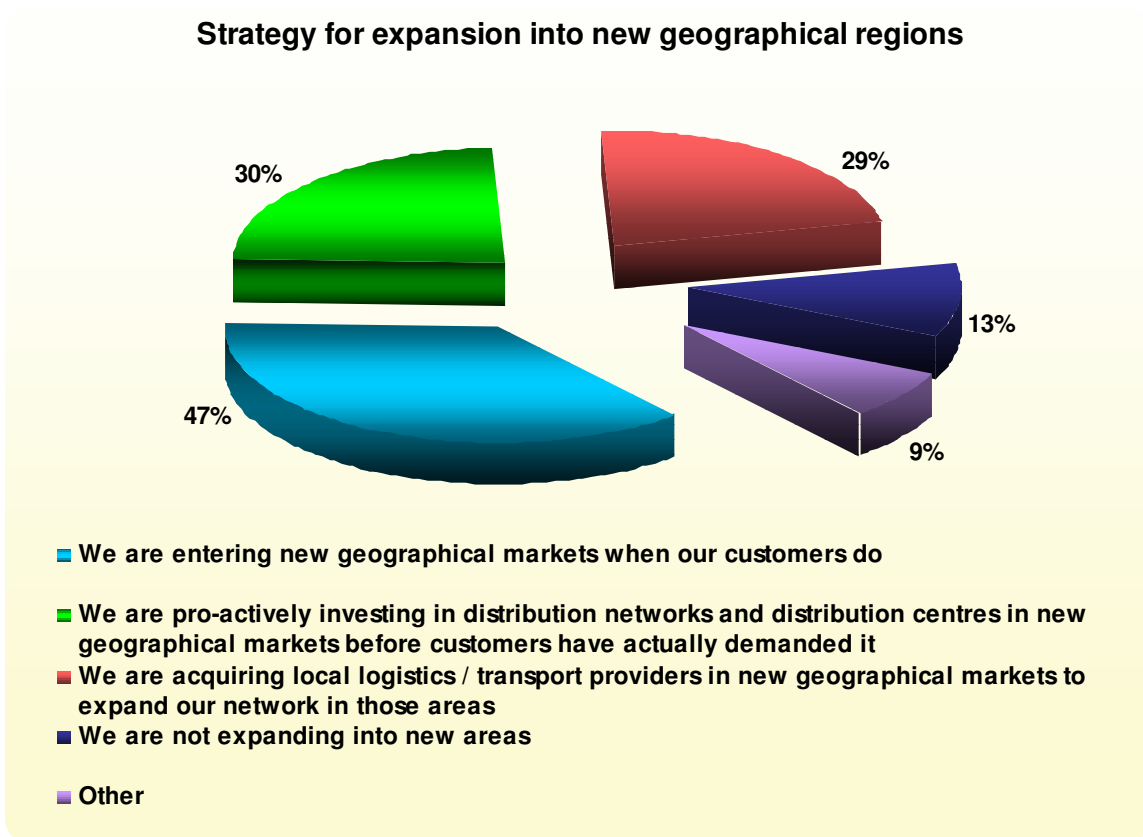 Strategy for expansion into new geographical regions
30%
29%
13%
47%
9%
We are entering new geographical markets when our customers do
We are pro-actively investing in distribution networks and distribution centres in new
geographical markets before customers have actually demanded it
We are acquiring local logistics / transport providers in new geographical markets to
expand our network in those areas
We are not expanding into new areas
Other